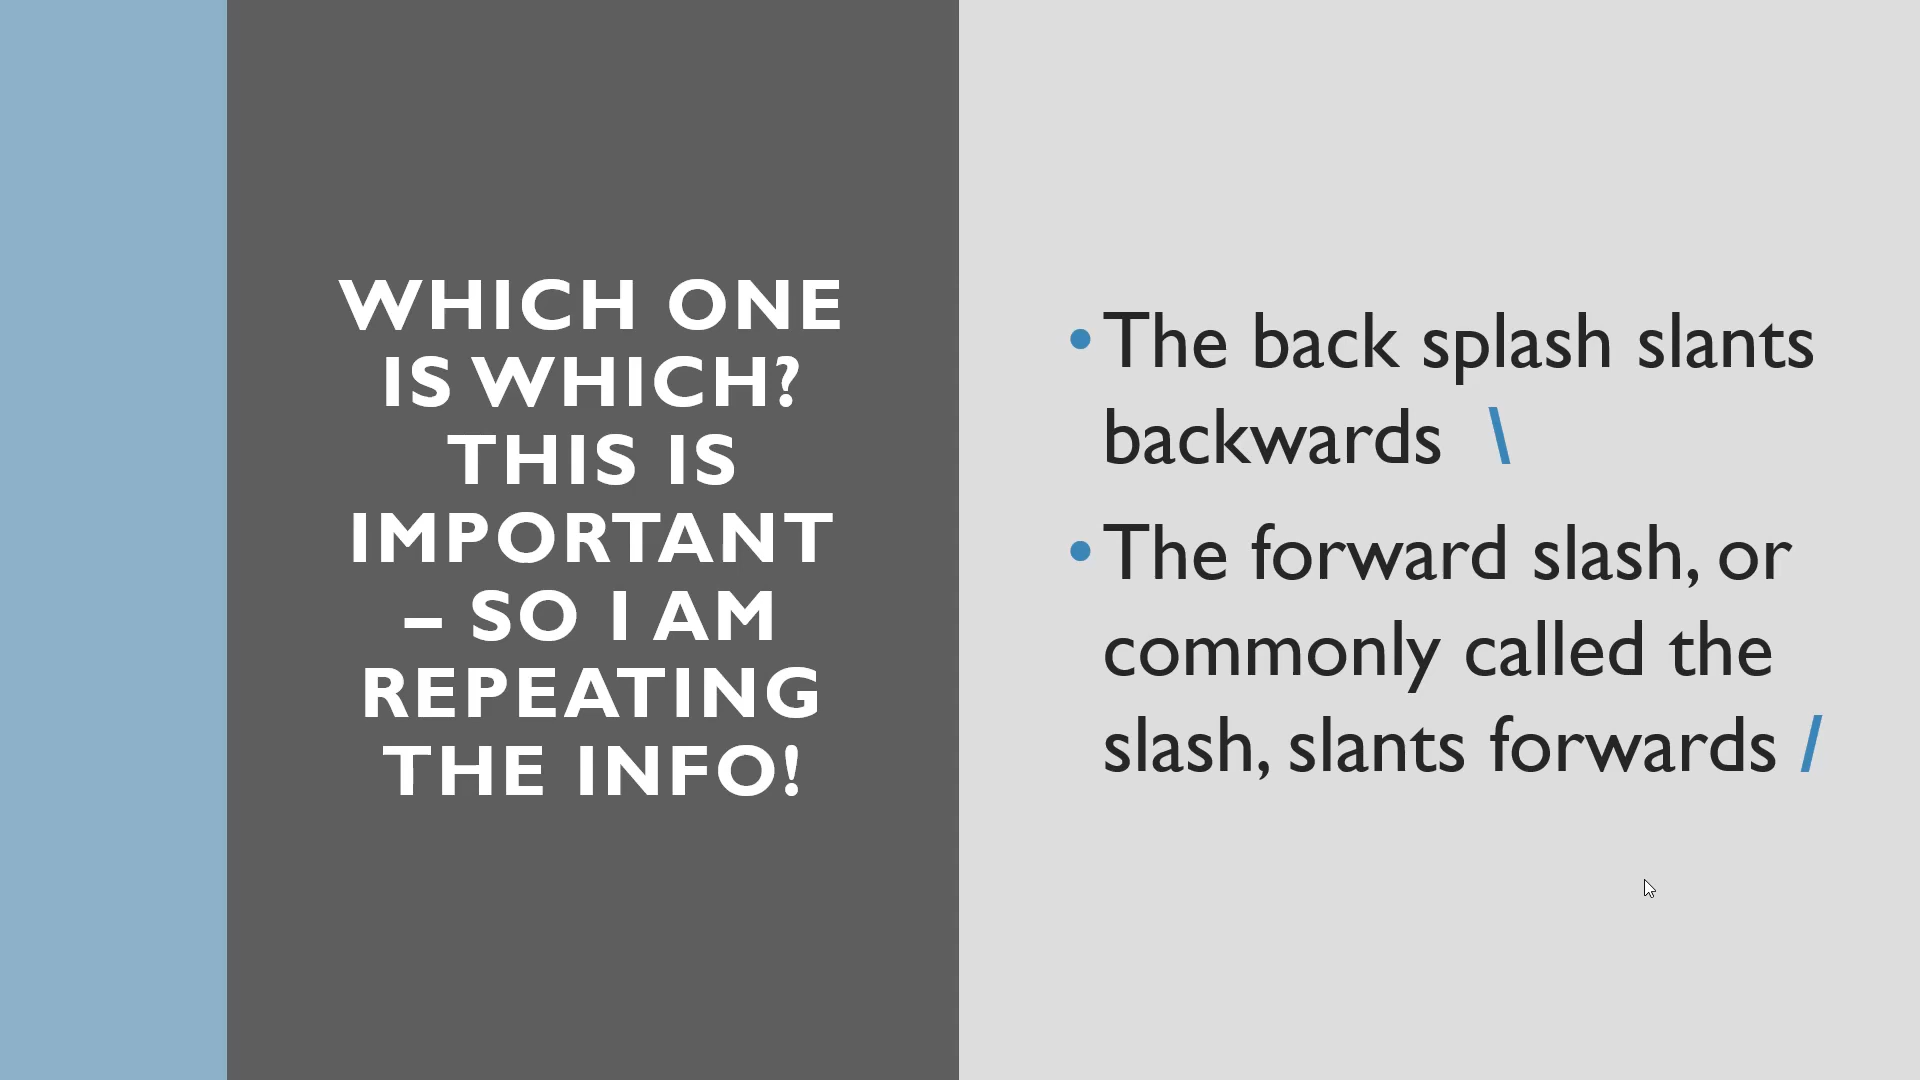 WHICH ONE
IS WHICH?
THIS IS
IMPORTANT
– SO I AM
REPEATING
THE INFO!
• The back splash slants
backwards \
• The forward slash, or
commonly called the
slash, slants forwards /